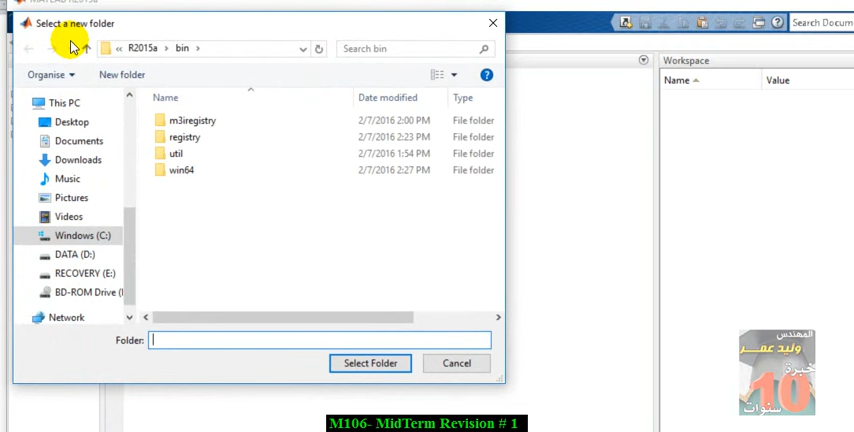 MATLAB R2015a
Select a new folder
« R2015a › bin ›
Search bin
Search Docum
Organise
New folder
Workspace
Name
Value
Name
Date modified
Type
This PC
Desktop
Documents
Downloads
Music
Pictures
Videos
Windows (C:)
DATA (D:)
RECOVERY (E:)
BD-ROM Drive (
Network
m3iregistry 2/7/2016 2:00 PM File folder
registry 2/7/2016 2:23 PM File folder
util 2/7/2016 1:54 PM File folder
win64 2/7/2016 2:27 PM File folder
Folder:
Select Folder
Cancel
المهندس
وليد عمر
خبرة
10
سنوات
M106- MidTerm Revision # 1